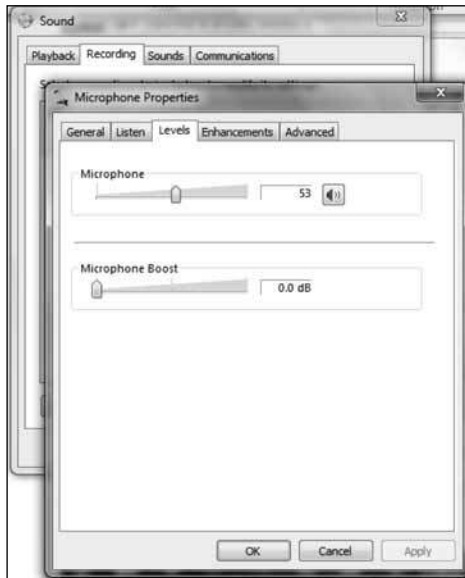 Sound
Playback Recording Sounds Communications
Microphone Properties
General Listen Levels Enhancements Advanced
Microphone
53
Microphone Boost
0.0 dB
OK Cancel Apply